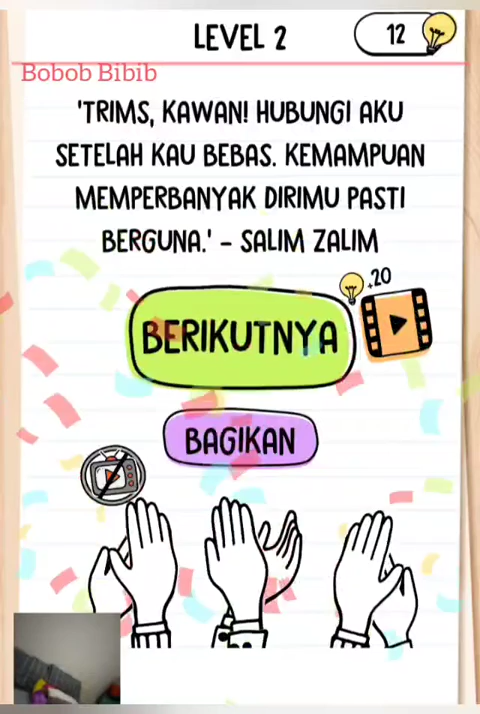 LEVEL 2
12
Bobob Bibib
'TRIMS, KAWAN! HUBUNGI AKU
SETELAH KAU BEBAS. KEMAMPUAN
MEMPERBANYAK DIRIMU PASTI
BERGUNA.' – SALIM ZALIM
+20
BERIKUTNYA
BAGIKAN